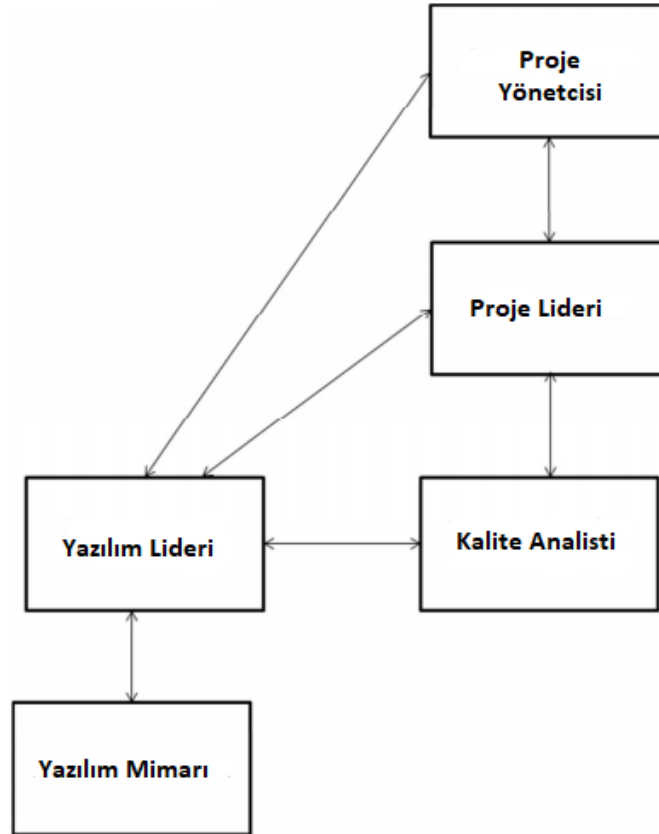 Proje
Yönetcisi
Proje Lideri
Yazılım Lideri
Kalite Analisti
Yazılım Mimarı